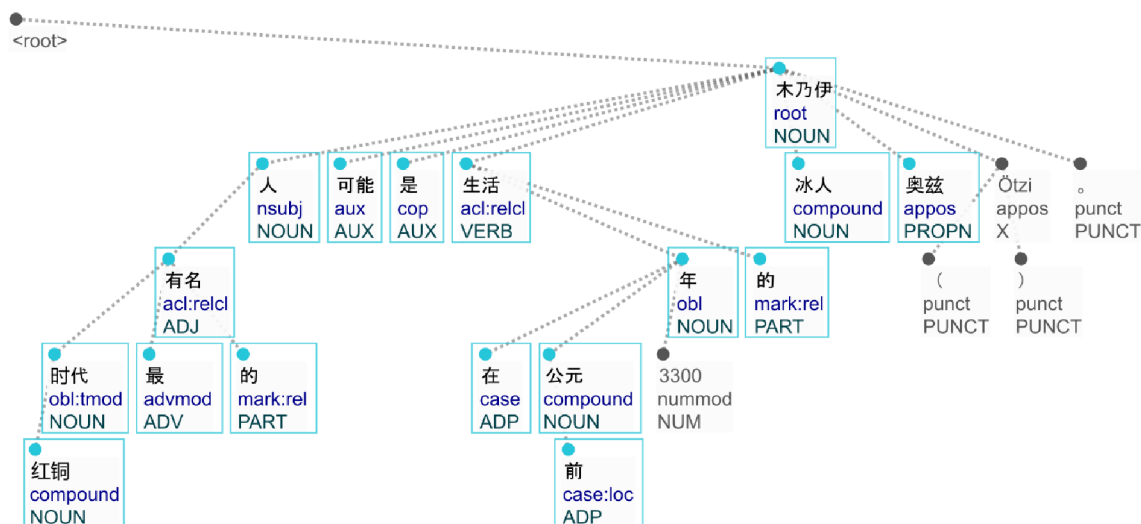 <root>
木乃伊
root
NOUN
人
nsubj
NOUN
可能
aux
AUX
是
cop
AUX
生活
acl:relcl
VERB
冰人
compound
NOUN
奥兹
appos
PROPN
Ötzi
appos
X
。
punct
PUNCT
有名
acl:relcl
ADJ
年
obl
NOUN
的
mark:rel
PART
（
punct
PUNCT
）
punct
PUNCT
时代
obl:tmod
NOUN
最
advmod
ADV
的
mark:rel
PART
在
case
ADP
公元
compound
NOUN
3300
nummod
NUM
红铜
compound
NOUN
前
case:loc
ADP